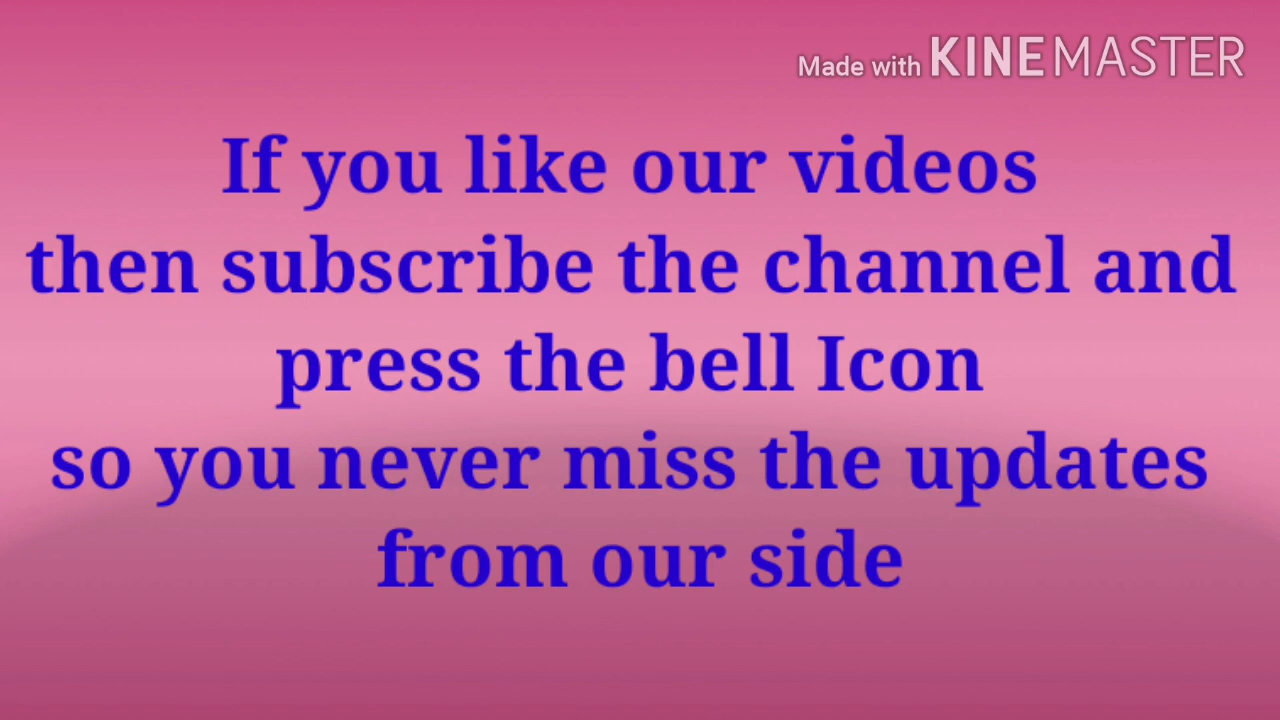 Made with KINEMASTER
If you like our videos
then subscribe the channel and
press the bell Icon
so you never miss the updates
from our side